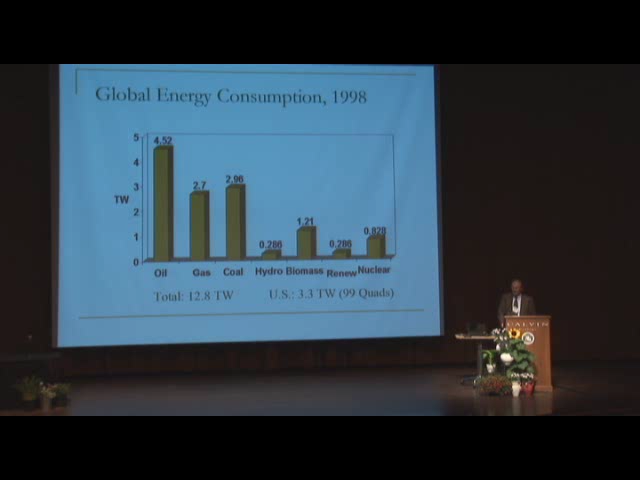 Global Energy Consumption, 1998
5
4
3
2
1
0
TW
4.52
2.7
2.96
0.286
1.21
0.286
0.828
Oil Gas Coal Hydro Biomass Renew Nuclear
Total: 12.8 TW U.S.: 3.3 TW (99 Quads)
CALVIN